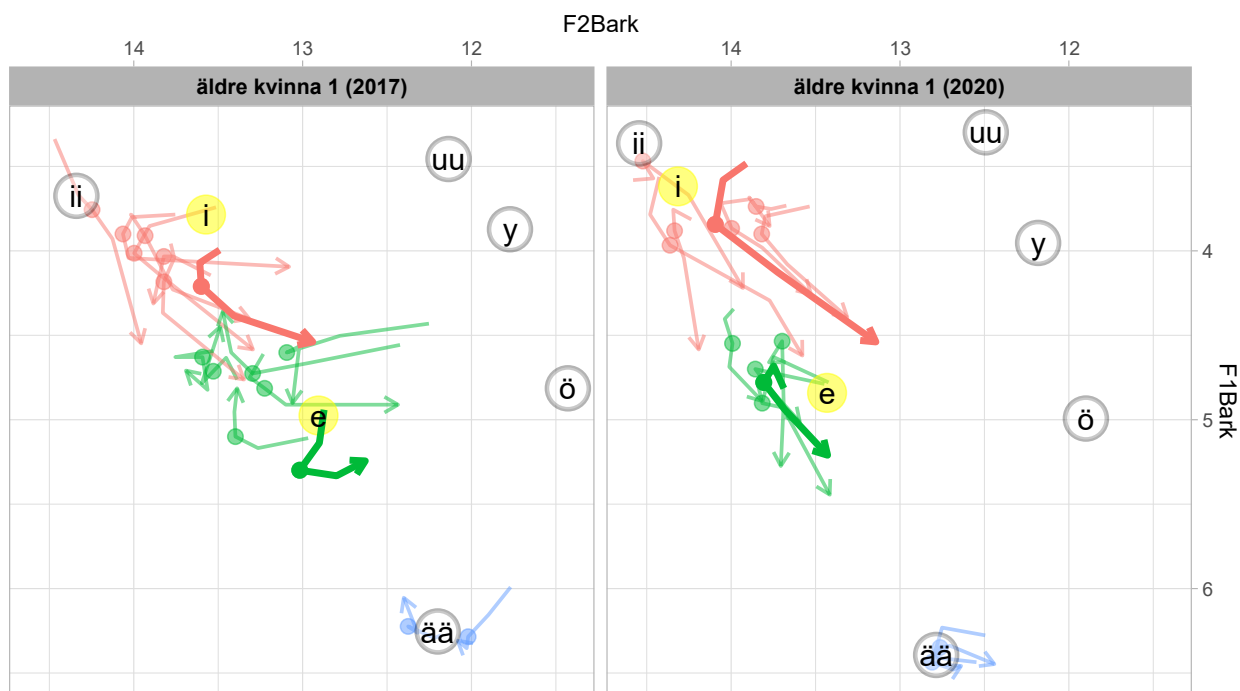 F2Bark
14 13 12 14 13 12
äldre kvinna 1 (2017) äldre kvinna 1 (2020)
uu uu
ii ii
i i
y y
4
ö ö
e e
F1Bark
5
6
ää ää